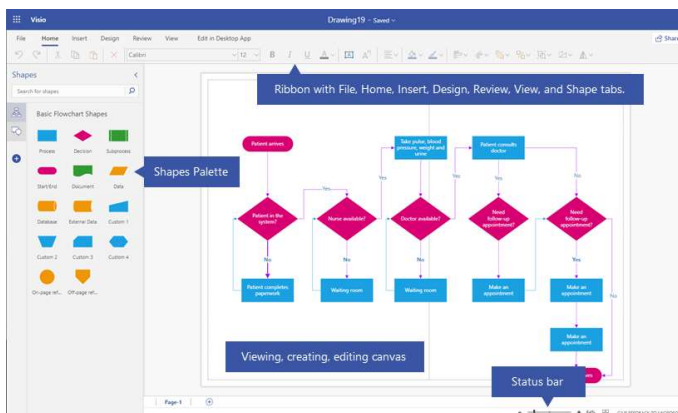 Visio
Drawing19 - Saved
File Home Insert Design Review View Edit in Desktop App
Share
Calibri 12 B I U A
Shapes
Search for shapes
Ribbon with File, Home, Insert, Design, Review, View, and Shape tabs.
Basic Flowchart Shapes
Process Decision Subprocess
Start/End Document Data
Shapes Palette
Database External Data Custom 1
Custom 2 Custom 3 Custom 4
On-page ref... Off-page ref...
Patient arrives
Take pulse, blood
pressure, weight and
urine
Patient consults
doctor
Yes
Yes
Yes
No
Patient in the
system?
Nurse available?
Doctor available?
Need
follow-up
appointment?
Need
follow-up
appointment?
No
No
No
Yes
Patient completes
paperwork
Waiting room
Waiting room
Make an
appointment
Make an
appointment
No
Make an
appointment
Viewing, creating, editing canvas
Status bar
Page-1